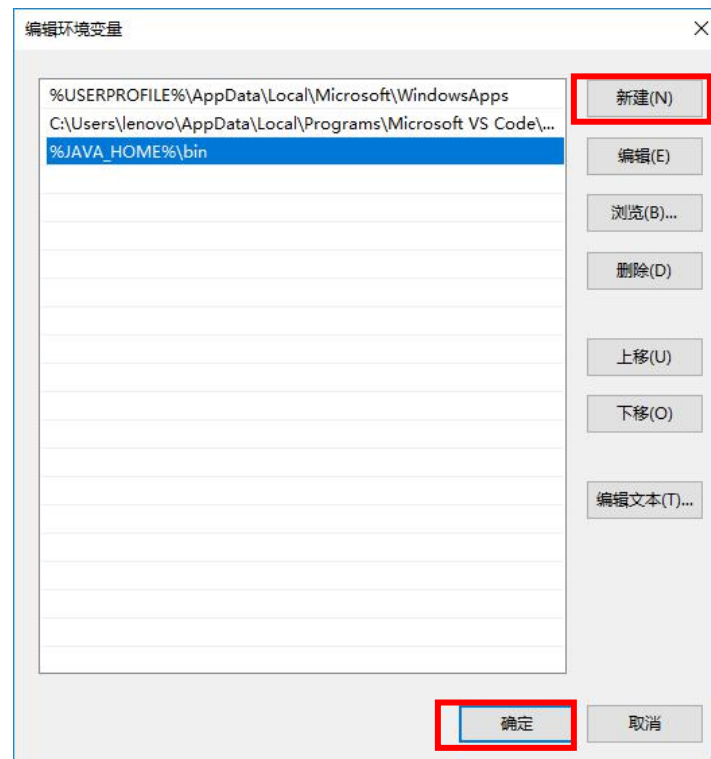 编辑环境变量
%USERPROFILE%\AppData\Local\Microsoft\WindowsApps
C:\Users\lenovo\AppData\Local\Programs\Microsoft VS Code\...
%JAVA_HOME%\bin
新建(N)
编辑(E)
浏览(B)...
删除(D)
上移(U)
下移(O)
编辑文本(T)...
确定
取消